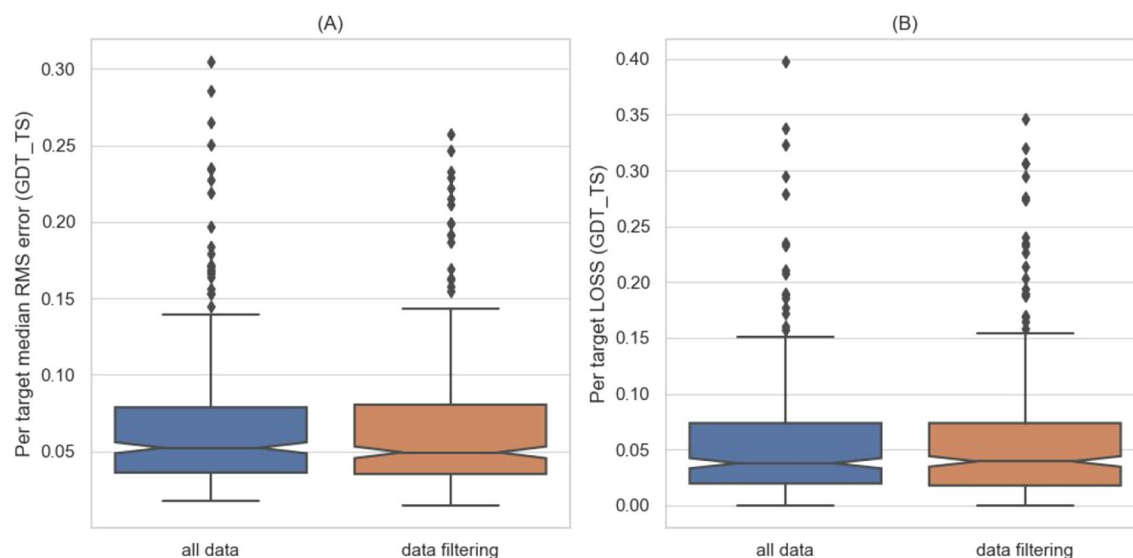 (A)
Per target median RMS error (GDT_TS)
0.30
0.25
0.20
0.15
0.10
0.05
all data
data filtering
(B)
Per target LOSS (GDT_TS)
0.40
0.35
0.30
0.25
0.20
0.15
0.10
0.05
0.00
all data
data filtering